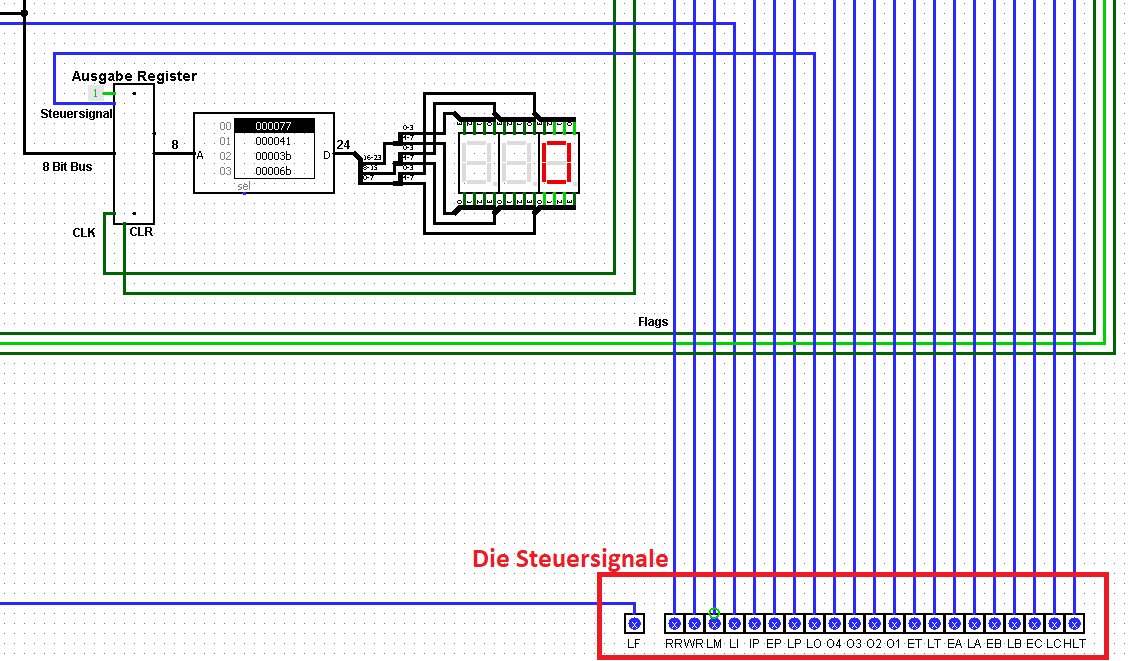 Ausgabe Register
1
Steuersignal
8 Bit Bus
CLK
CLR
8
A
00 000077
01 000041
02 00003b
03 00006b
sel
D
24
16-23
8-15
0-7
0-3
4-7
0-3
4-7
0-3
4-7
Flags
Die Steuersignale
LF RR WR LM LI IP EP LP LO O4 O3 O2 O1 ET LT EA LA EB LB EC LC HLT